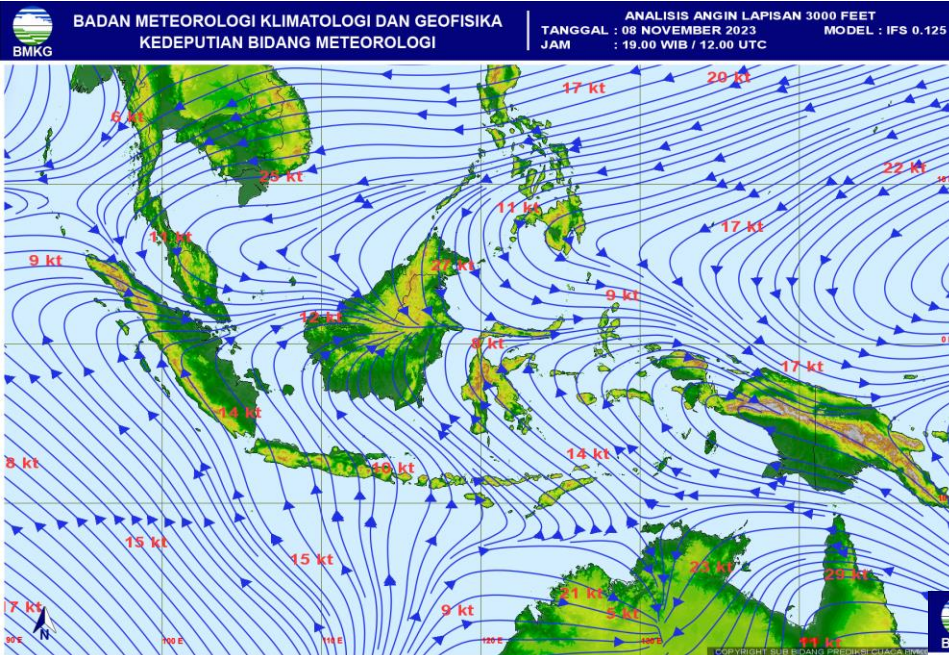 BMKG
BADAN METEOROLOGI KLIMATOLOGI DAN GEOFISIKA
KEDEPUTIAN BIDANG METEOROLOGI
ANALISIS ANGIN LAPISAN 3000 FEET
TANGGAL : 08 NOVEMBER 2023 MODEL : IFS 0.125
JAM : 19.00 WIB / 12.00 UTC
20 kt
17 kt
6 kt
22 kt
25 kt
11 kt
17 kt
11 kt
9 kt
27 kt
9 kt
12 kt
8 kt
17 kt
14 kt
14 kt
8 kt
10 kt
15 kt
15 kt
23 kt
29 kt
21 kt
17 kt
9 kt
5 kt
11 kt
N
90 E
100 E
110 E
120 E
130 E
COPYRIGHT SUB BIDANG PREDIKSI CUACA BMKG